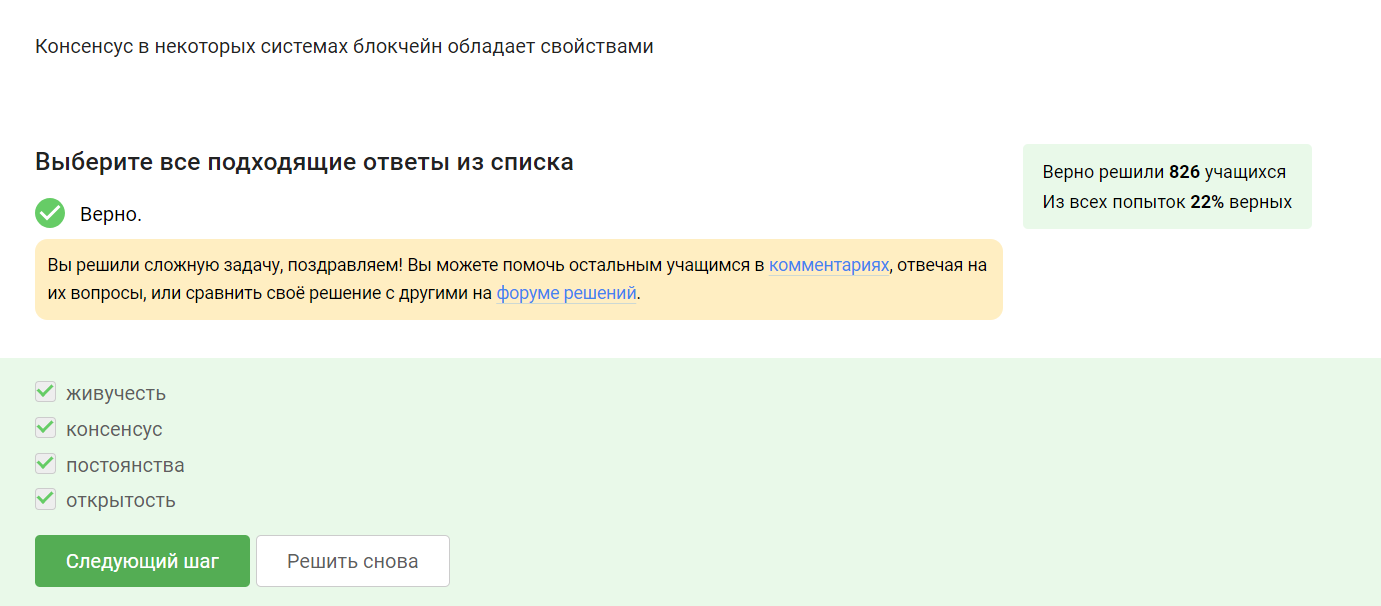 Консенсус в некоторых системах блокчейн обладает свойствами
Выберите все подходящие ответы из списка
Верно решили 826 учащихся
Из всех попыток 22% верных
Верно.
Вы решили сложную задачу, поздравляем! Вы можете помочь остальным учащимся в комментариях, отвечая на
их вопросы, или сравнить своё решение с другими на форуме решений.
живучесть
консенсус
постоянства
открытость
Следующий шаг
Решить снова